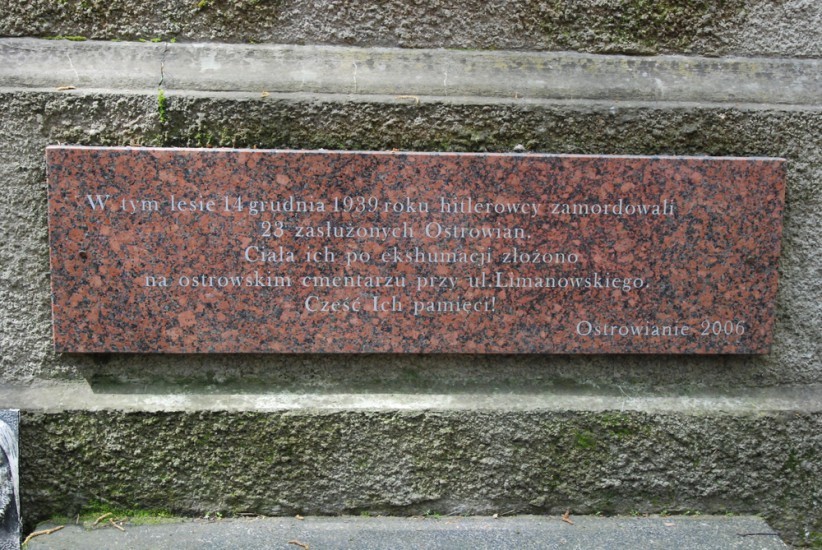 W tym lesie 14 grudnia 1939 roku hitlerowcy zamordowali
23 zasłużonych Ostrowian.
Ciała ich po ekshumacji złożono
na ostrowskim cmentarzu przy ul.Limanowskiego.
Cześć Ich pamięci!
Ostrowianie 2006